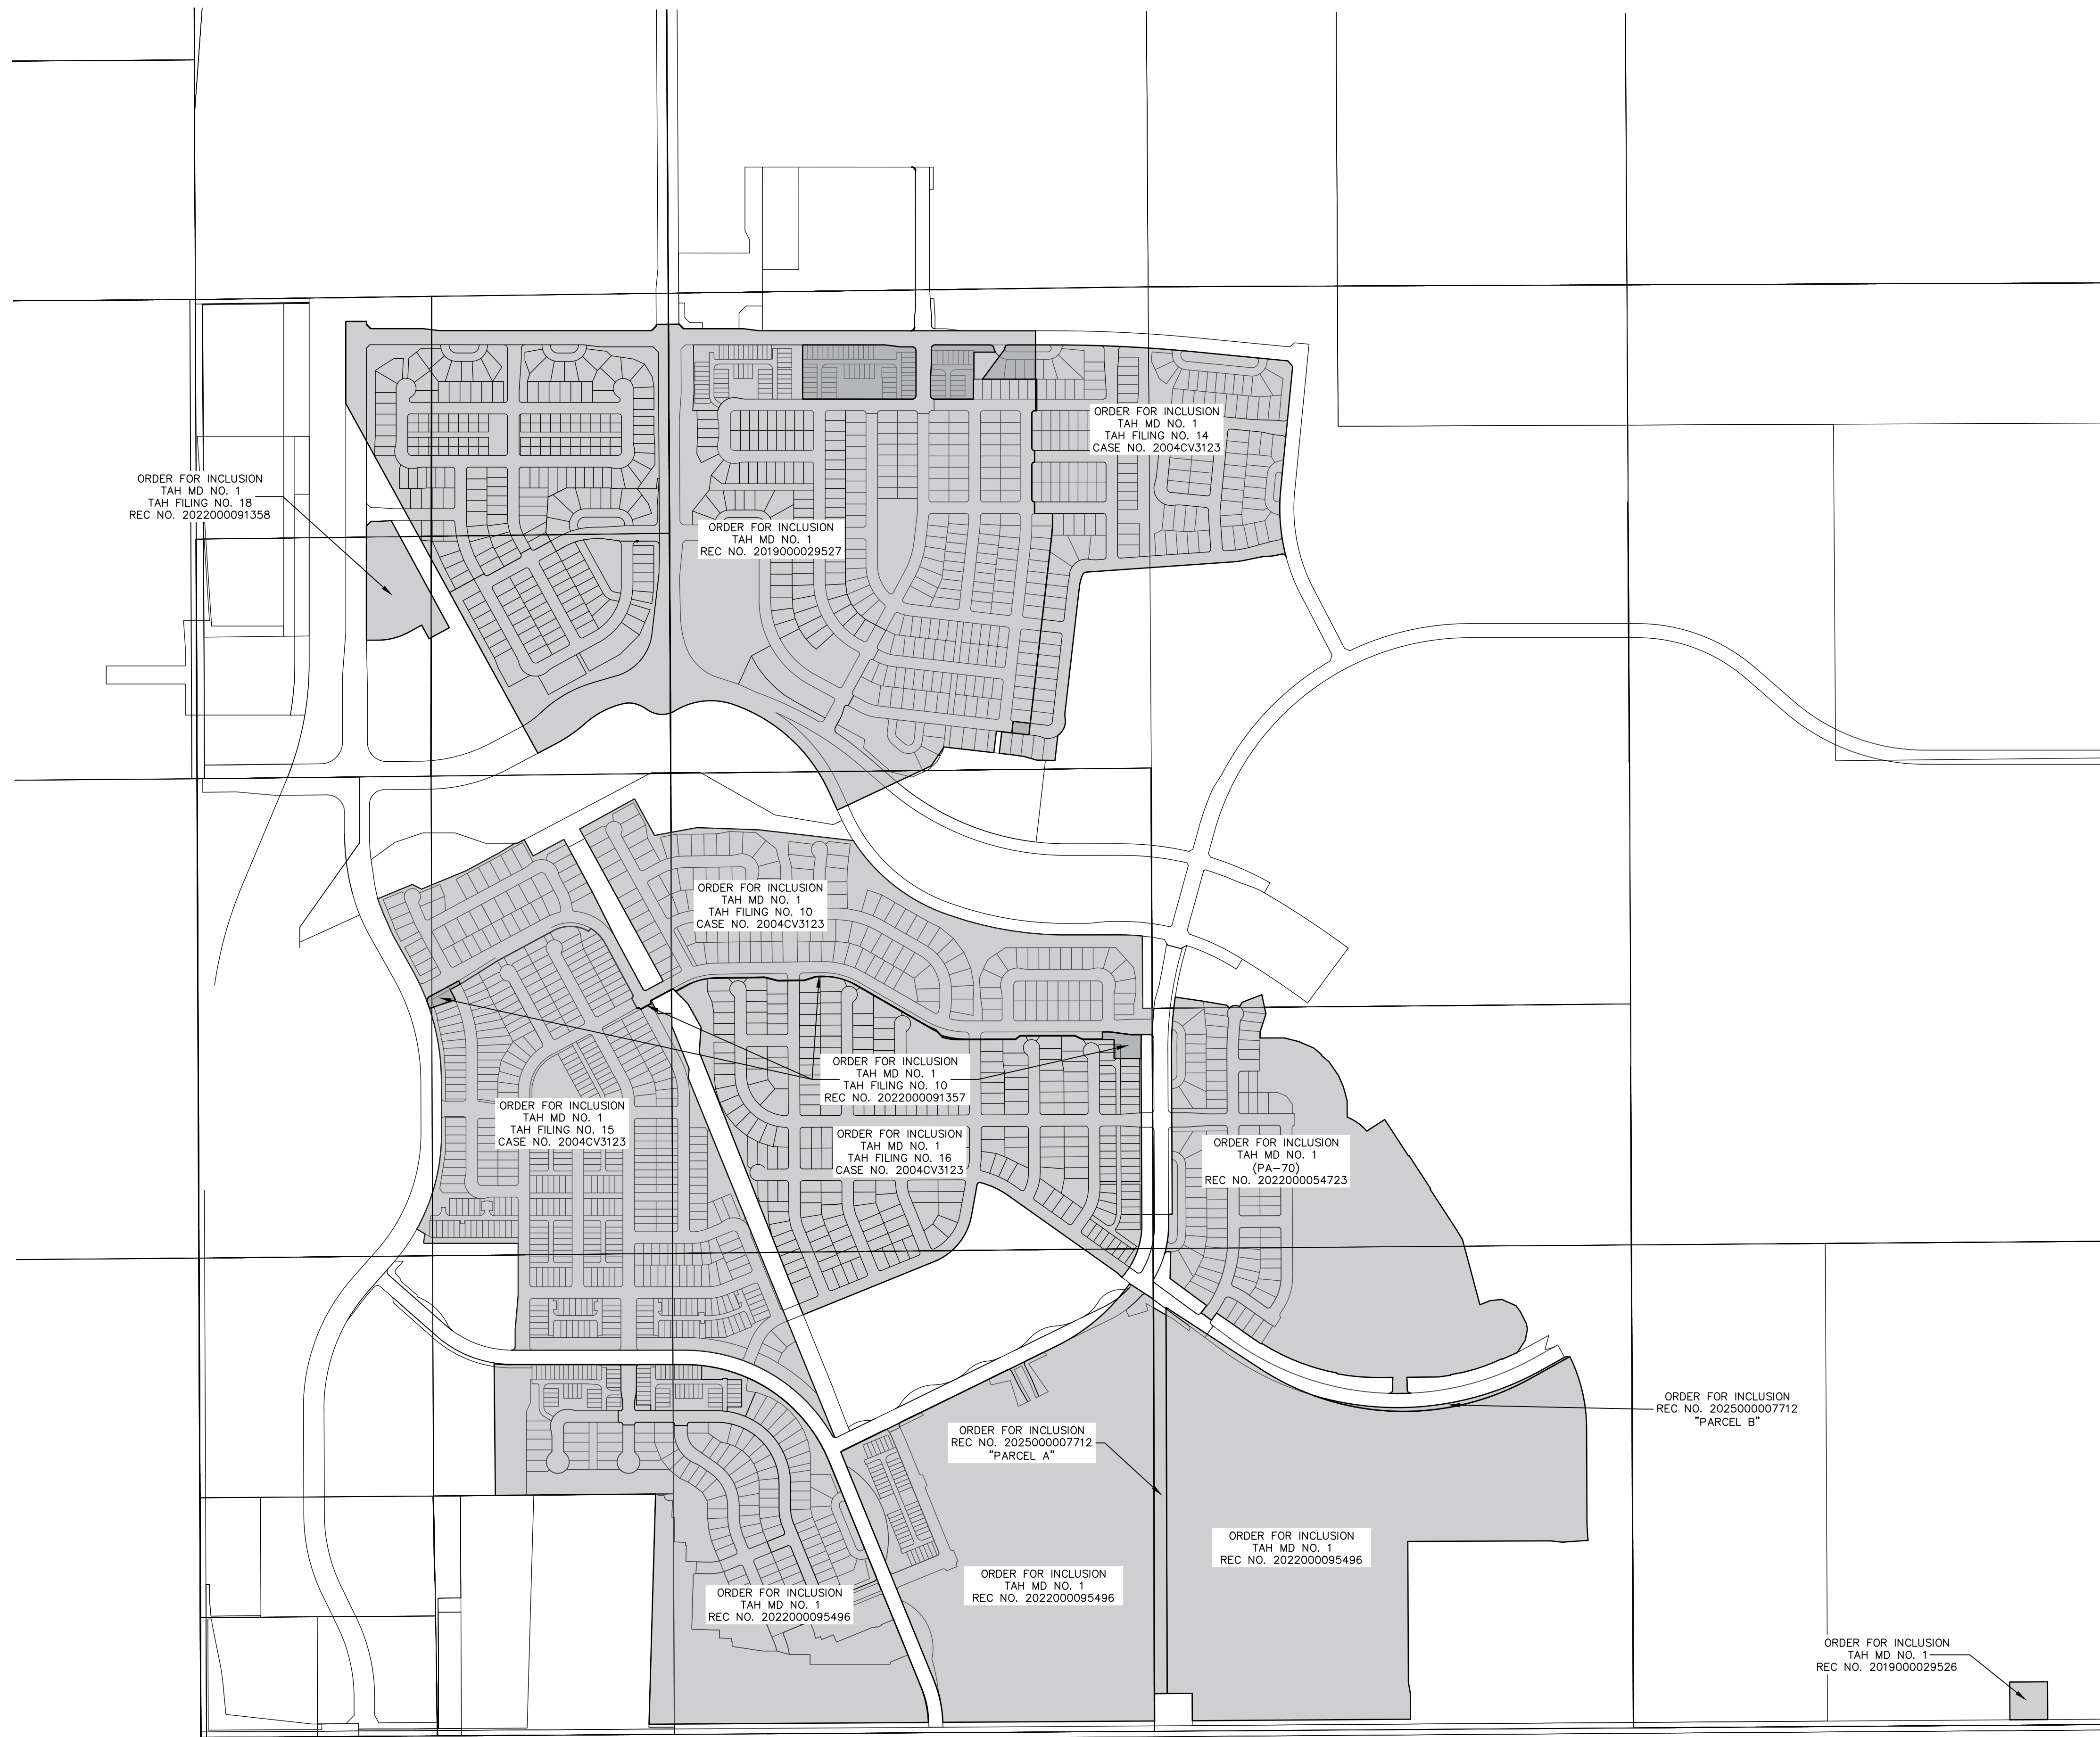 ORDER FOR INCLUSION
TAH MD NO. 1
TAH FILING NO. 14
CASE NO. 2004CV3123
ORDER FOR INCLUSION
TAH MD NO. 1
TAH FILING NO. 18
REC NO. 2022000091358
ORDER FOR INCLUSION
TAH MD NO. 1
REC NO. 2019000029527
ORDER FOR INCLUSION
TAH MD NO. 1
TAH FILING NO. 10
CASE NO. 2004CV3123
ORDER FOR INCLUSION
TAH MD NO. 1
TAH FILING NO. 10
REC NO. 2022000091357
ORDER FOR INCLUSION
TAH MD NO. 1
TAH FILING NO. 15
CASE NO. 2004CV3123
ORDER FOR INCLUSION
TAH MD NO. 1
TAH FILING NO. 16
CASE NO. 2004CV3123
ORDER FOR INCLUSION
TAH MD NO. 1
(PA-70)
REC NO. 2022000054723
ORDER FOR INCLUSION
REC NO. 2025000007712
"PARCEL B"
ORDER FOR INCLUSION
REC NO. 2025000007712
"PARCEL A"
ORDER FOR INCLUSION
TAH MD NO. 1
REC NO. 2022000095496
ORDER FOR INCLUSION
TAH MD NO. 1
REC NO. 2022000095496
ORDER FOR INCLUSION
TAH MD NO. 1
REC NO. 2022000095496
ORDER FOR INCLUSION
TAH MD NO. 1
REC NO. 2019000029526